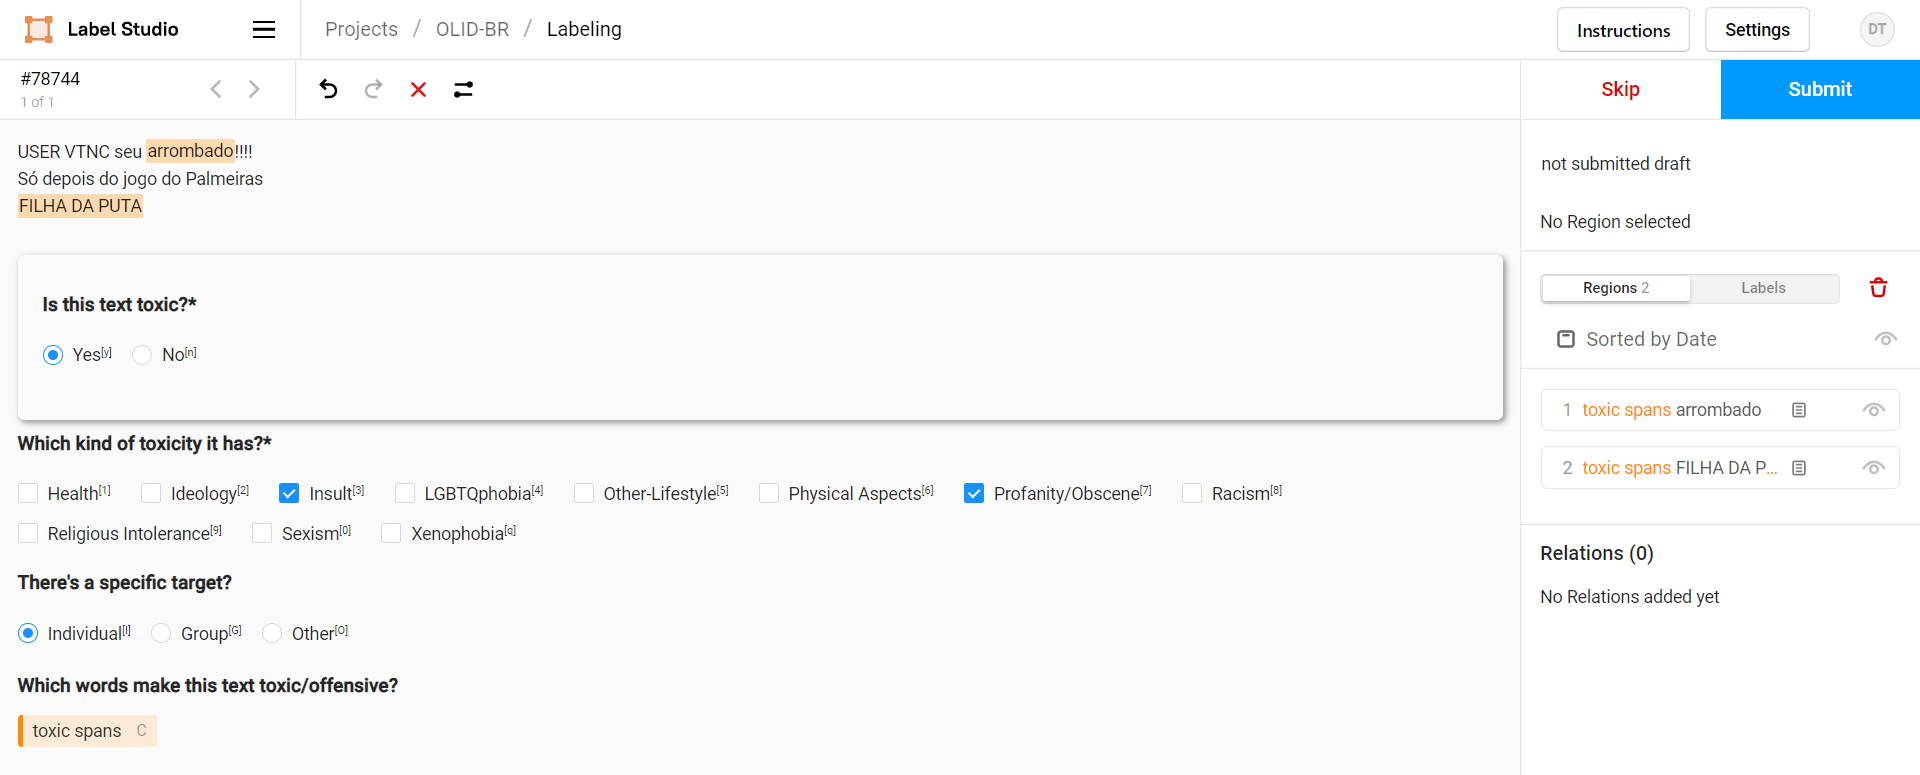 Label Studio
Projects / OLID-BR / Labeling
Instructions
Settings
DT
#78744
1 of 1
Skip
Submit
USER VTNC seu arrombado!!!!
Só depois do jogo do Palmeiras
FILHA DA PUTA
Is this text toxic?*
Yes[y] No[n]
Which kind of toxicity it has?*
Health[1] Ideology[2] Insult[3] LGBTQphobia[4] Other-Lifestyle[5] Physical Aspects[6] Profanity/Obscene[7] Racism[8]
Religious Intolerance[9] Sexism[0] Xenophobia[q]
There's a specific target?
Individual[I] Group[G] Other[O]
Which words make this text toxic/offensive?
toxic spans C
not submitted draft
No Region selected
Regions 2 Labels
Sorted by Date
1 toxic spans arrombado
2 toxic spans FILHA DA P...
Relations (0)
No Relations added yet